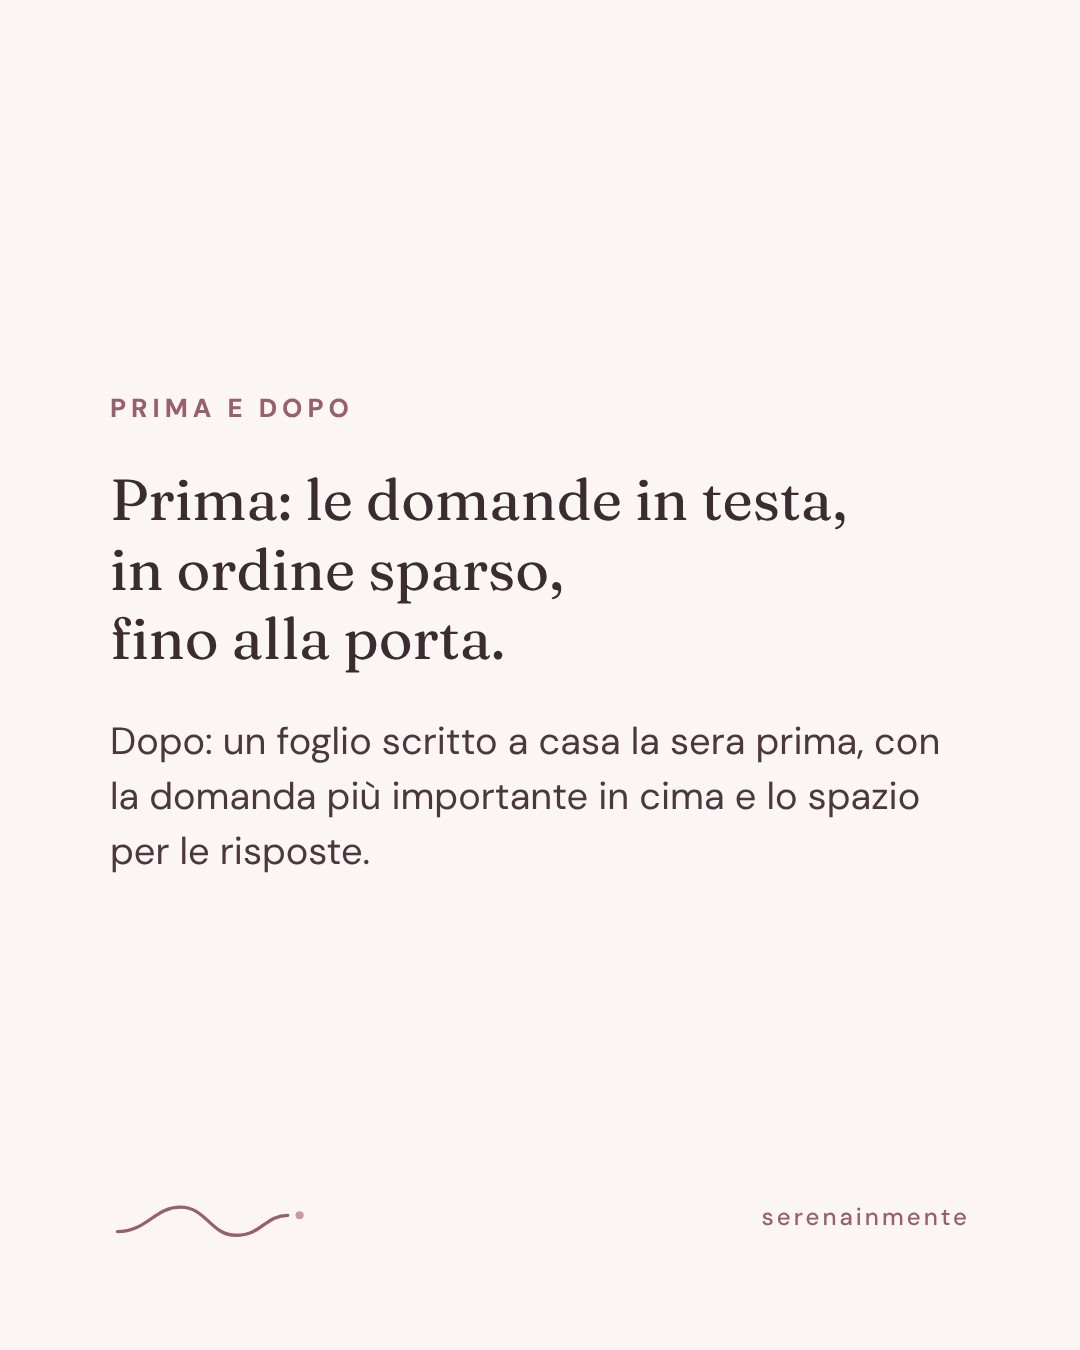 PRIMA E DOPO
Prima: le domande in testa,
in ordine sparso,
fino alla porta.
Dopo: un foglio scritto a casa la sera prima, con
la domanda più importante in cima e lo spazio
per le risposte.
serenainmente